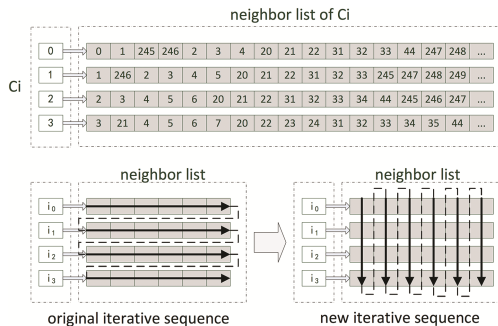 neighbor list of Ci
Ci
0 0 1 245 246 2 3 4 20 21 22 31 32 33 44 247 248 ...
1 1 246 2 3 4 5 20 21 22 31 32 33 245 247 248 249 ...
2 2 3 4 5 6 20 21 22 31 32 33 34 44 245 246 247 ...
3 3 21 4 5 6 7 20 22 23 24 31 32 33 34 35 44 ...
neighbor list
i0
i1
i2
i3
original iterative sequence
neighbor list
i0
i1
i2
i3
new iterative sequence